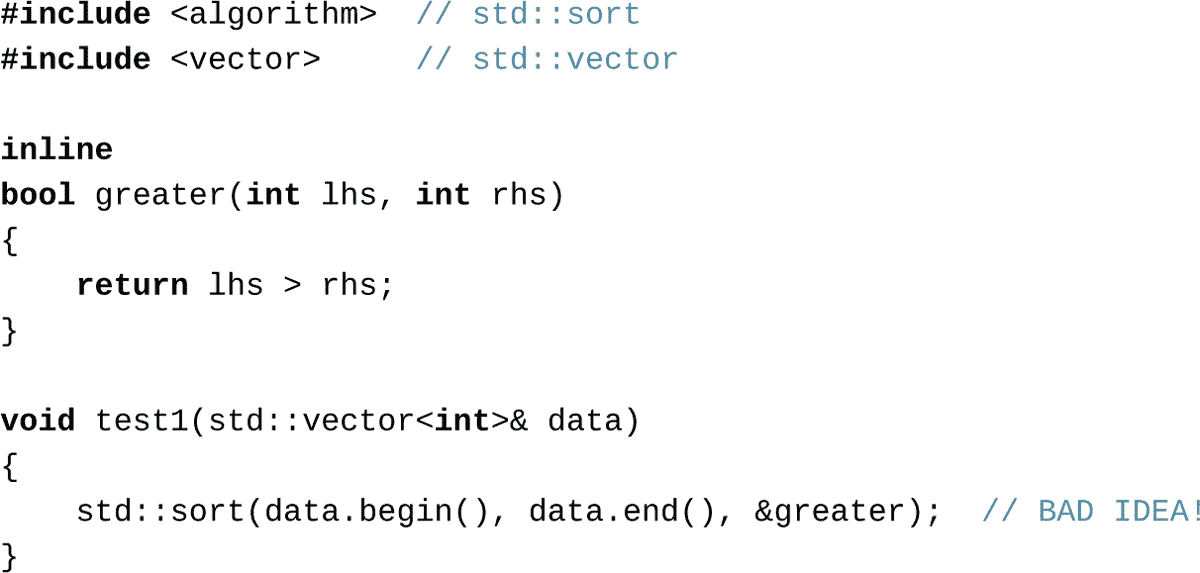 #include <algorithm>  // std::sort
#include <vector>     // std::vector

inline
bool greater(int lhs, int rhs)
{
    return lhs > rhs;
}

void test1(std::vector<int>& data)
{
    std::sort(data.begin(), data.end(), &greater);  // BAD IDEA!
}